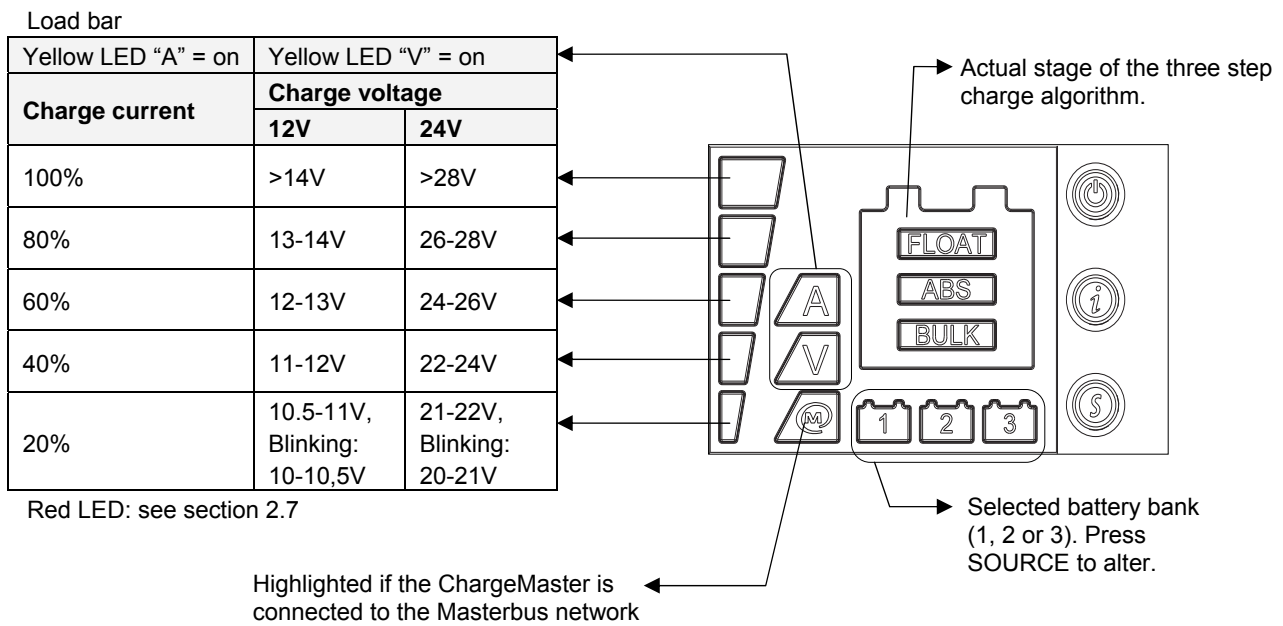 Load bar
Yellow LED “A” = on Yellow LED “V” = on
Charge current Charge voltage
12V 24V
100% >14V >28V
80% 13-14V 26-28V
60% 12-13V 24-26V
40% 11-12V 22-24V
20% 10.5-11V, 21-22V,
Blinking: Blinking:
10-10,5V 20-21V
Red LED: see section 2.7
Actual stage of the three step
charge algorithm.
FLOAT
ABS
BULK
A
V
M
1 2 3
i
S
Selected battery bank
(1, 2 or 3). Press
SOURCE to alter.
Highlighted if the ChargeMaster is
connected to the Masterbus network